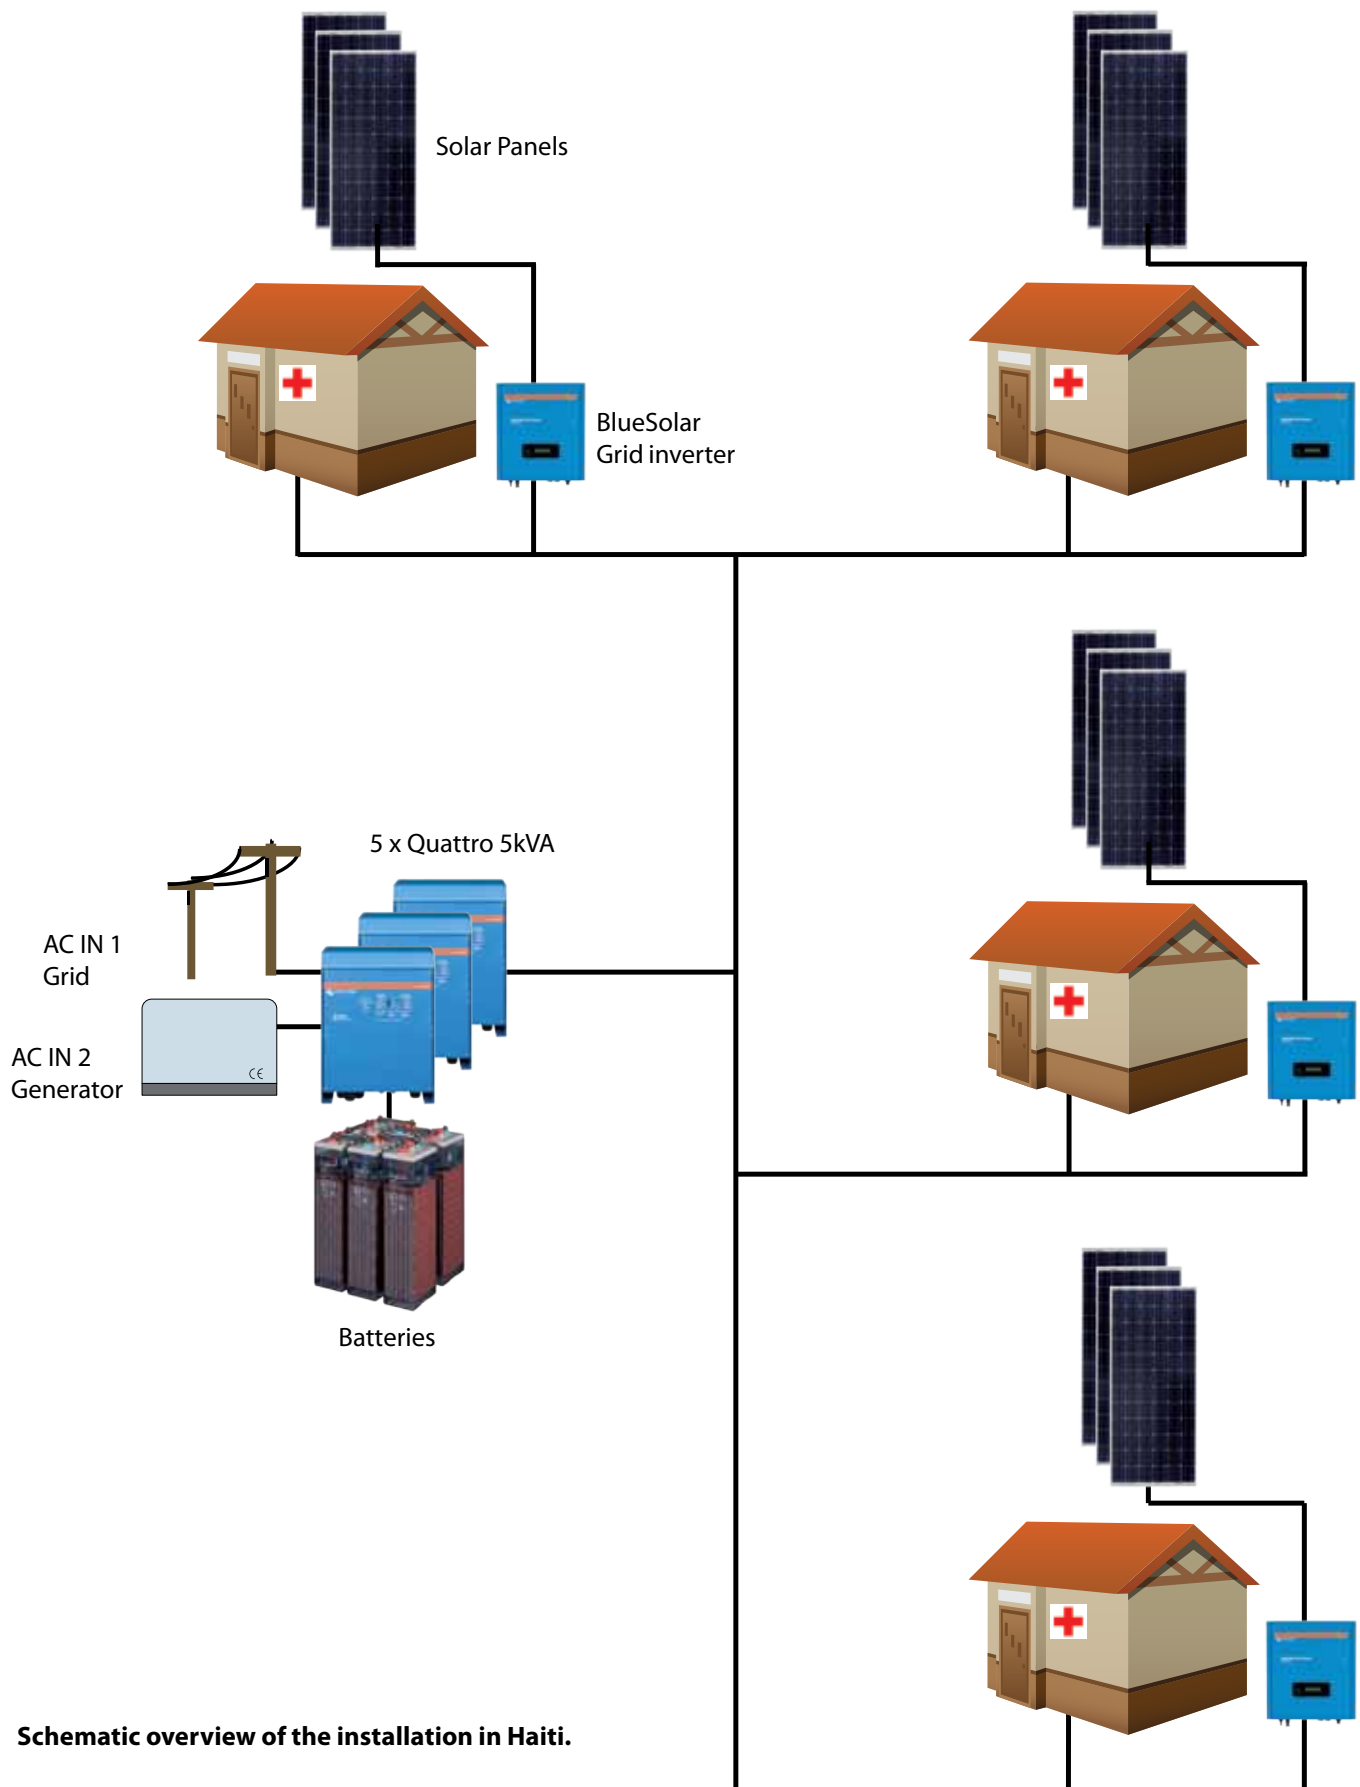 Solar Panels
BlueSolar
Grid inverter
5 x Quattro 5kVA
AC IN 1
Grid
AC IN 2
Generator
CE
Batteries
Schematic overview of the installation in Haiti.